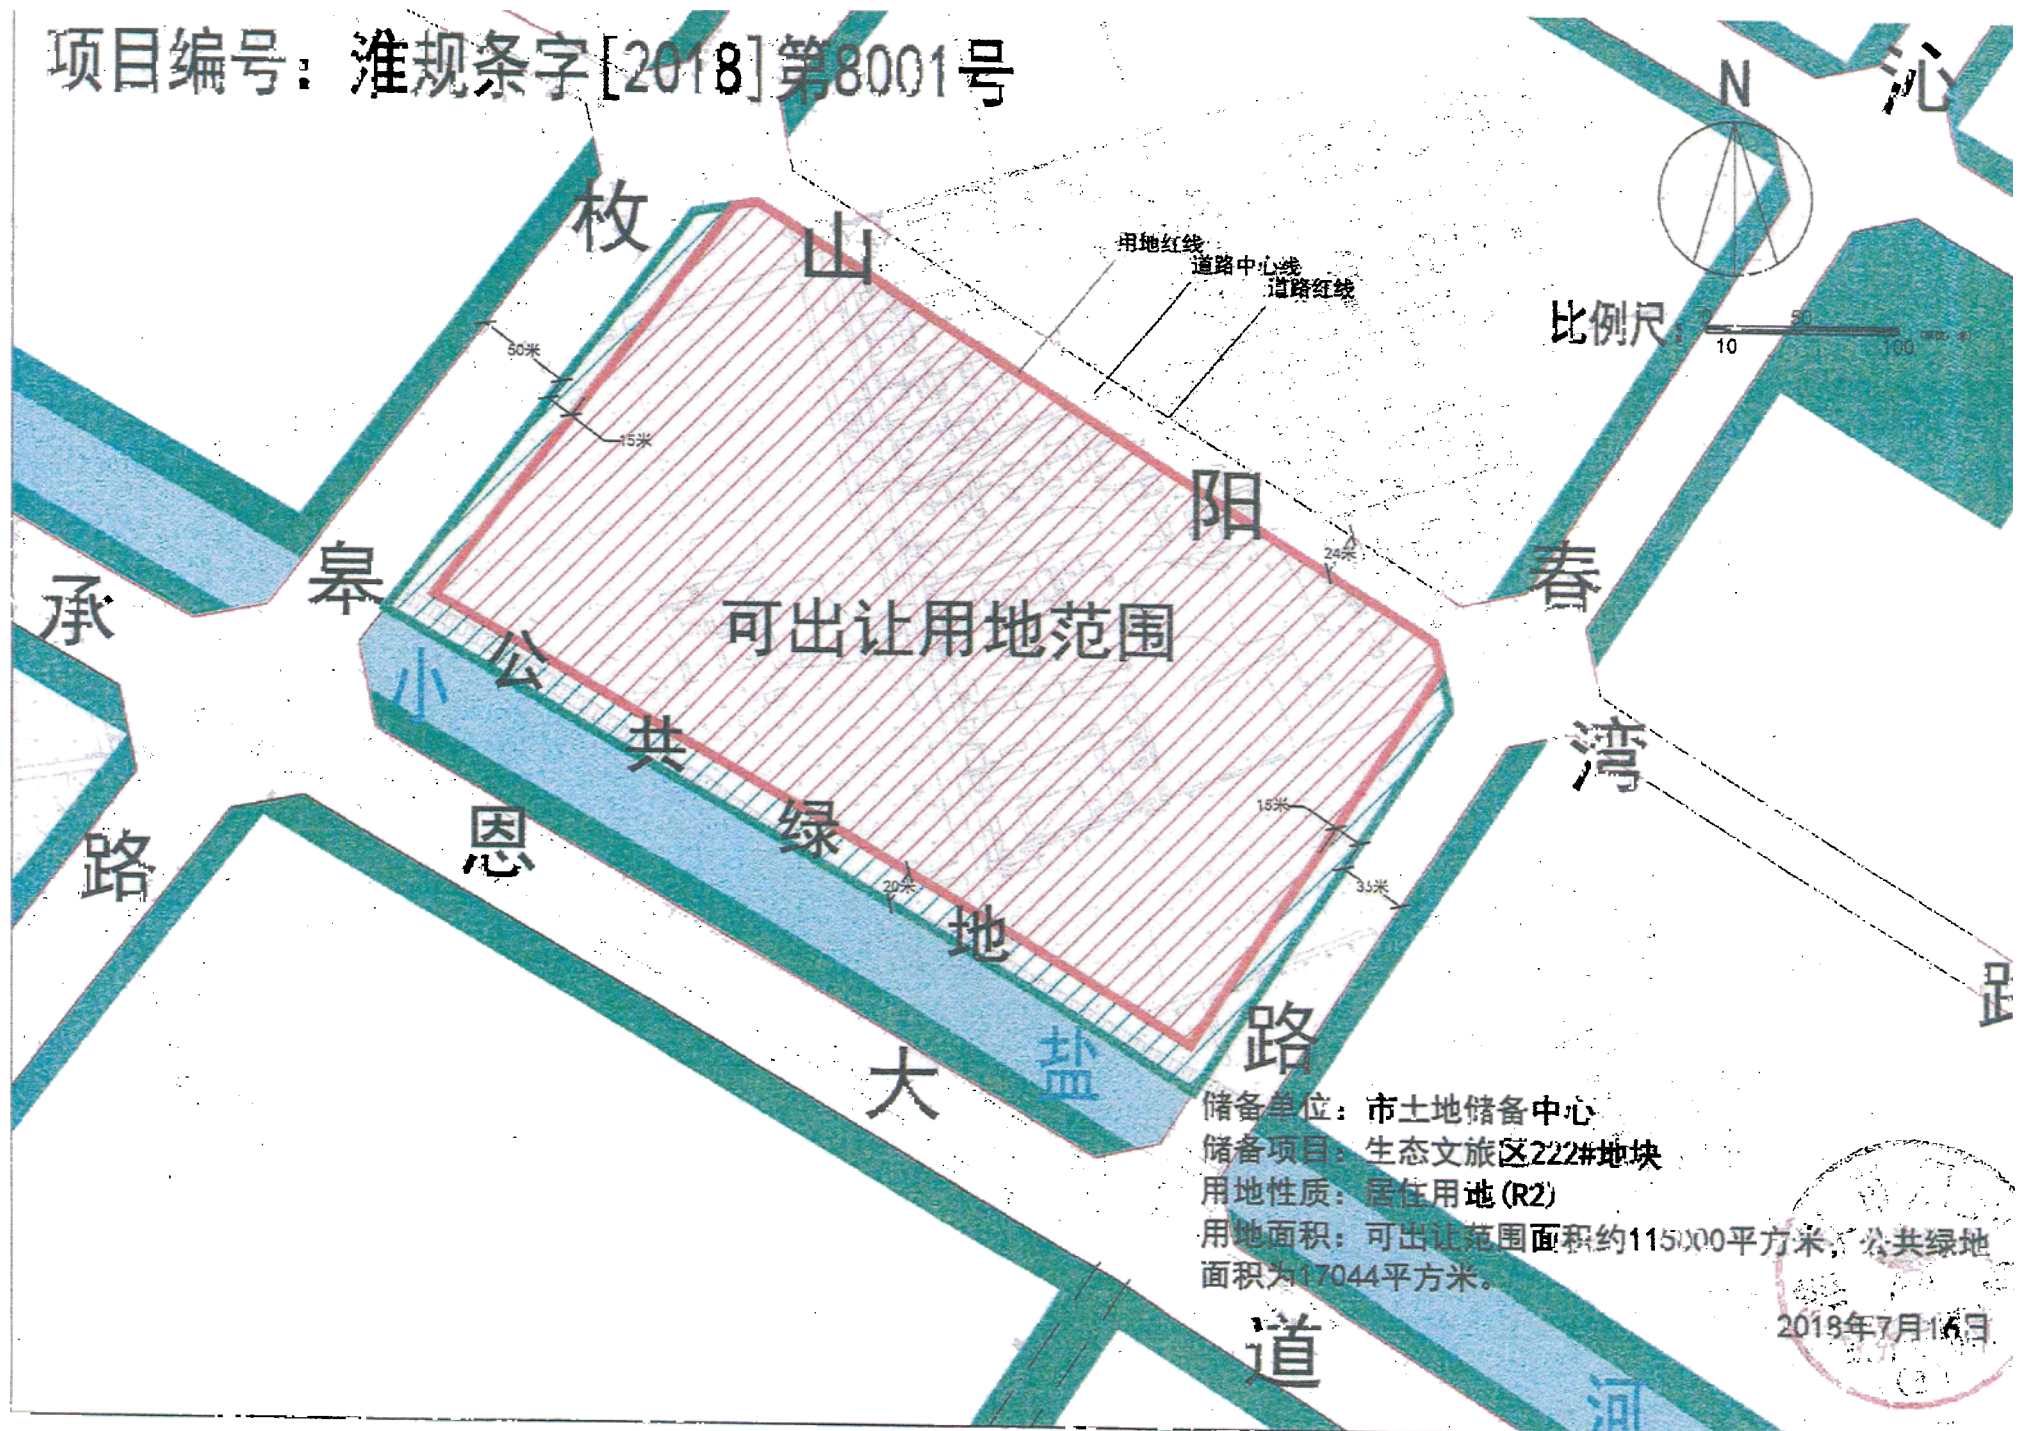 项目编号：淮规条字[2018]第8001号
N
沁
枚
山
用地红线
道路中心线
道路红线
比例尺：
0 50
10 100
50米
15米
阳
24米
春
皋
承
可出让用地范围
小
公
共
湾
绿
15米
恩
路
20米
35米
地
路
路
盐
大
储备单位：市土地储备中心
储备项目：生态文旅区222#地块
用地性质：居住用地(R2)
用地面积：可出让范围面积约115000平方米，公共绿地
面积为17044平方米。
2018年7月16日
道
河